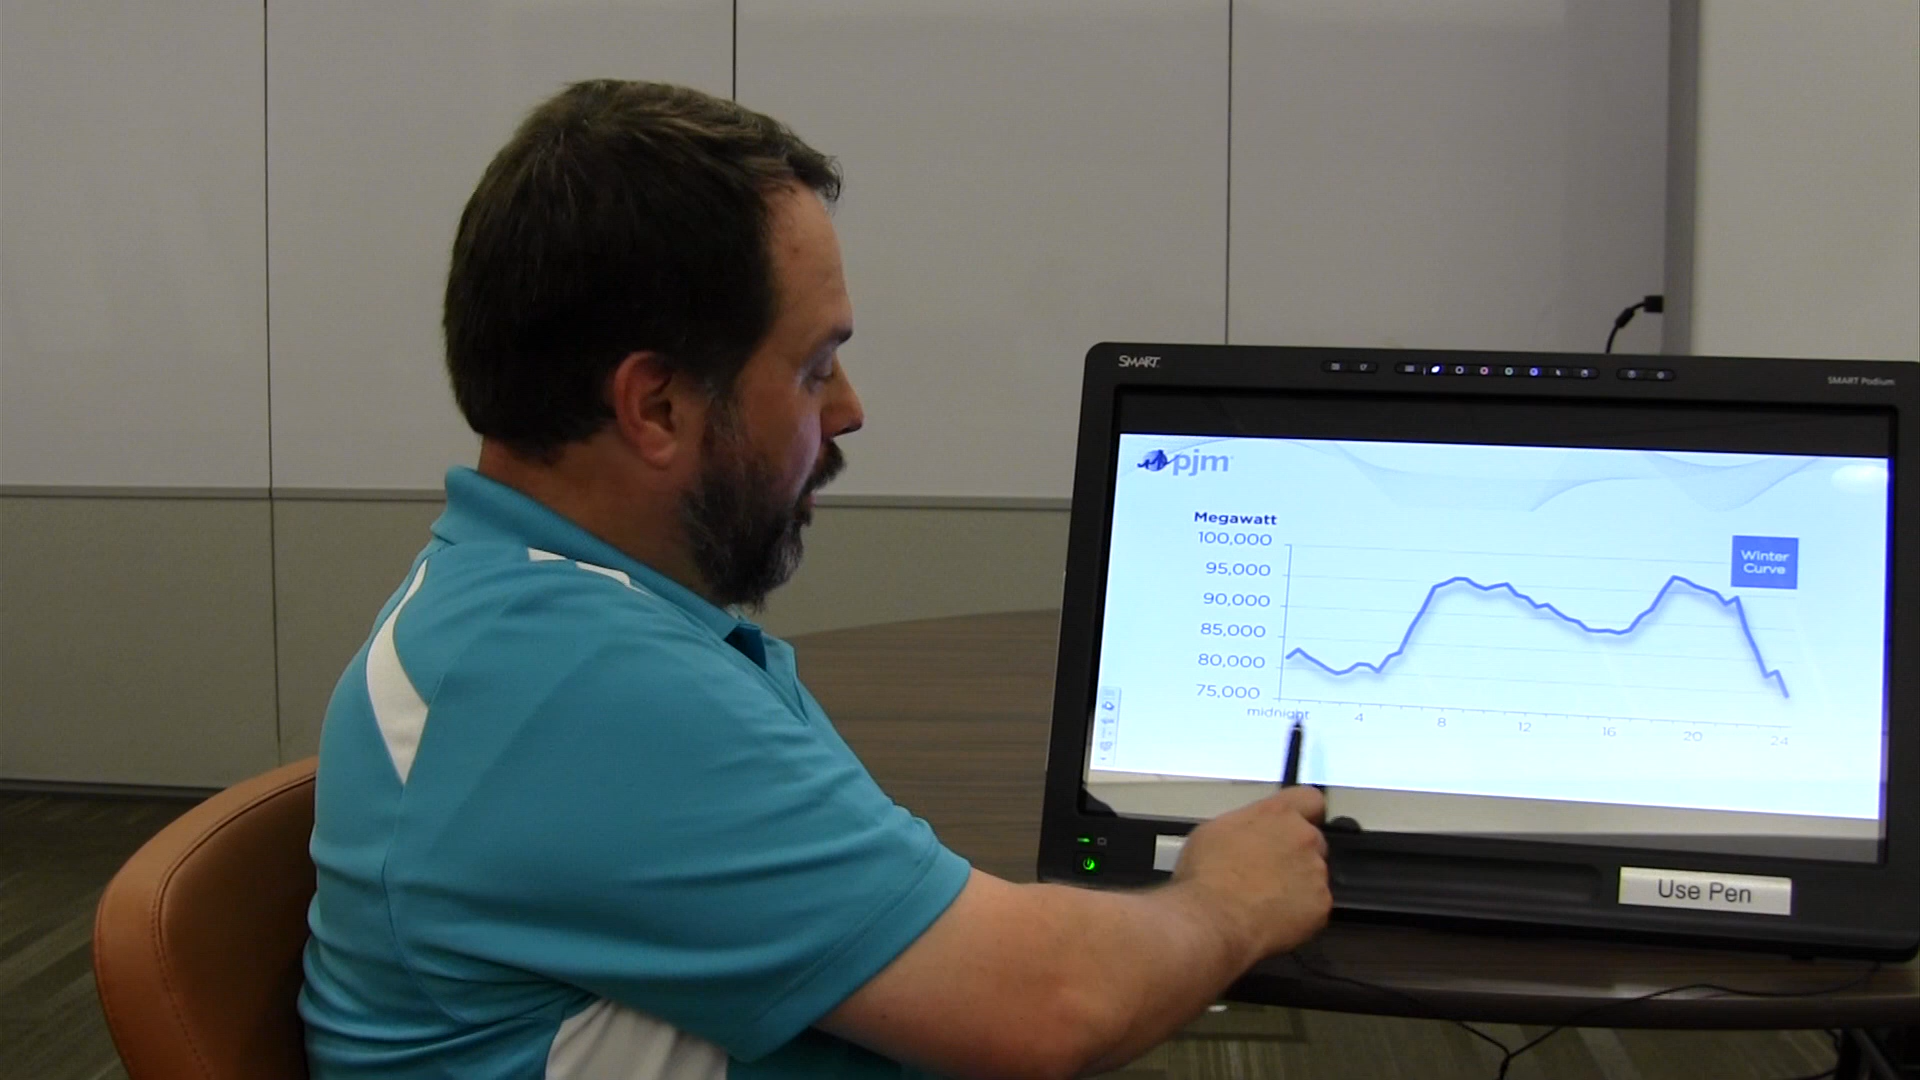 SMART
SMART Podium
pjm
Megawatt
100,000
95,000
90,000
85,000
80,000
75,000
Winter
Curve
midnight 4 8 12 16 20 24
Use Pen